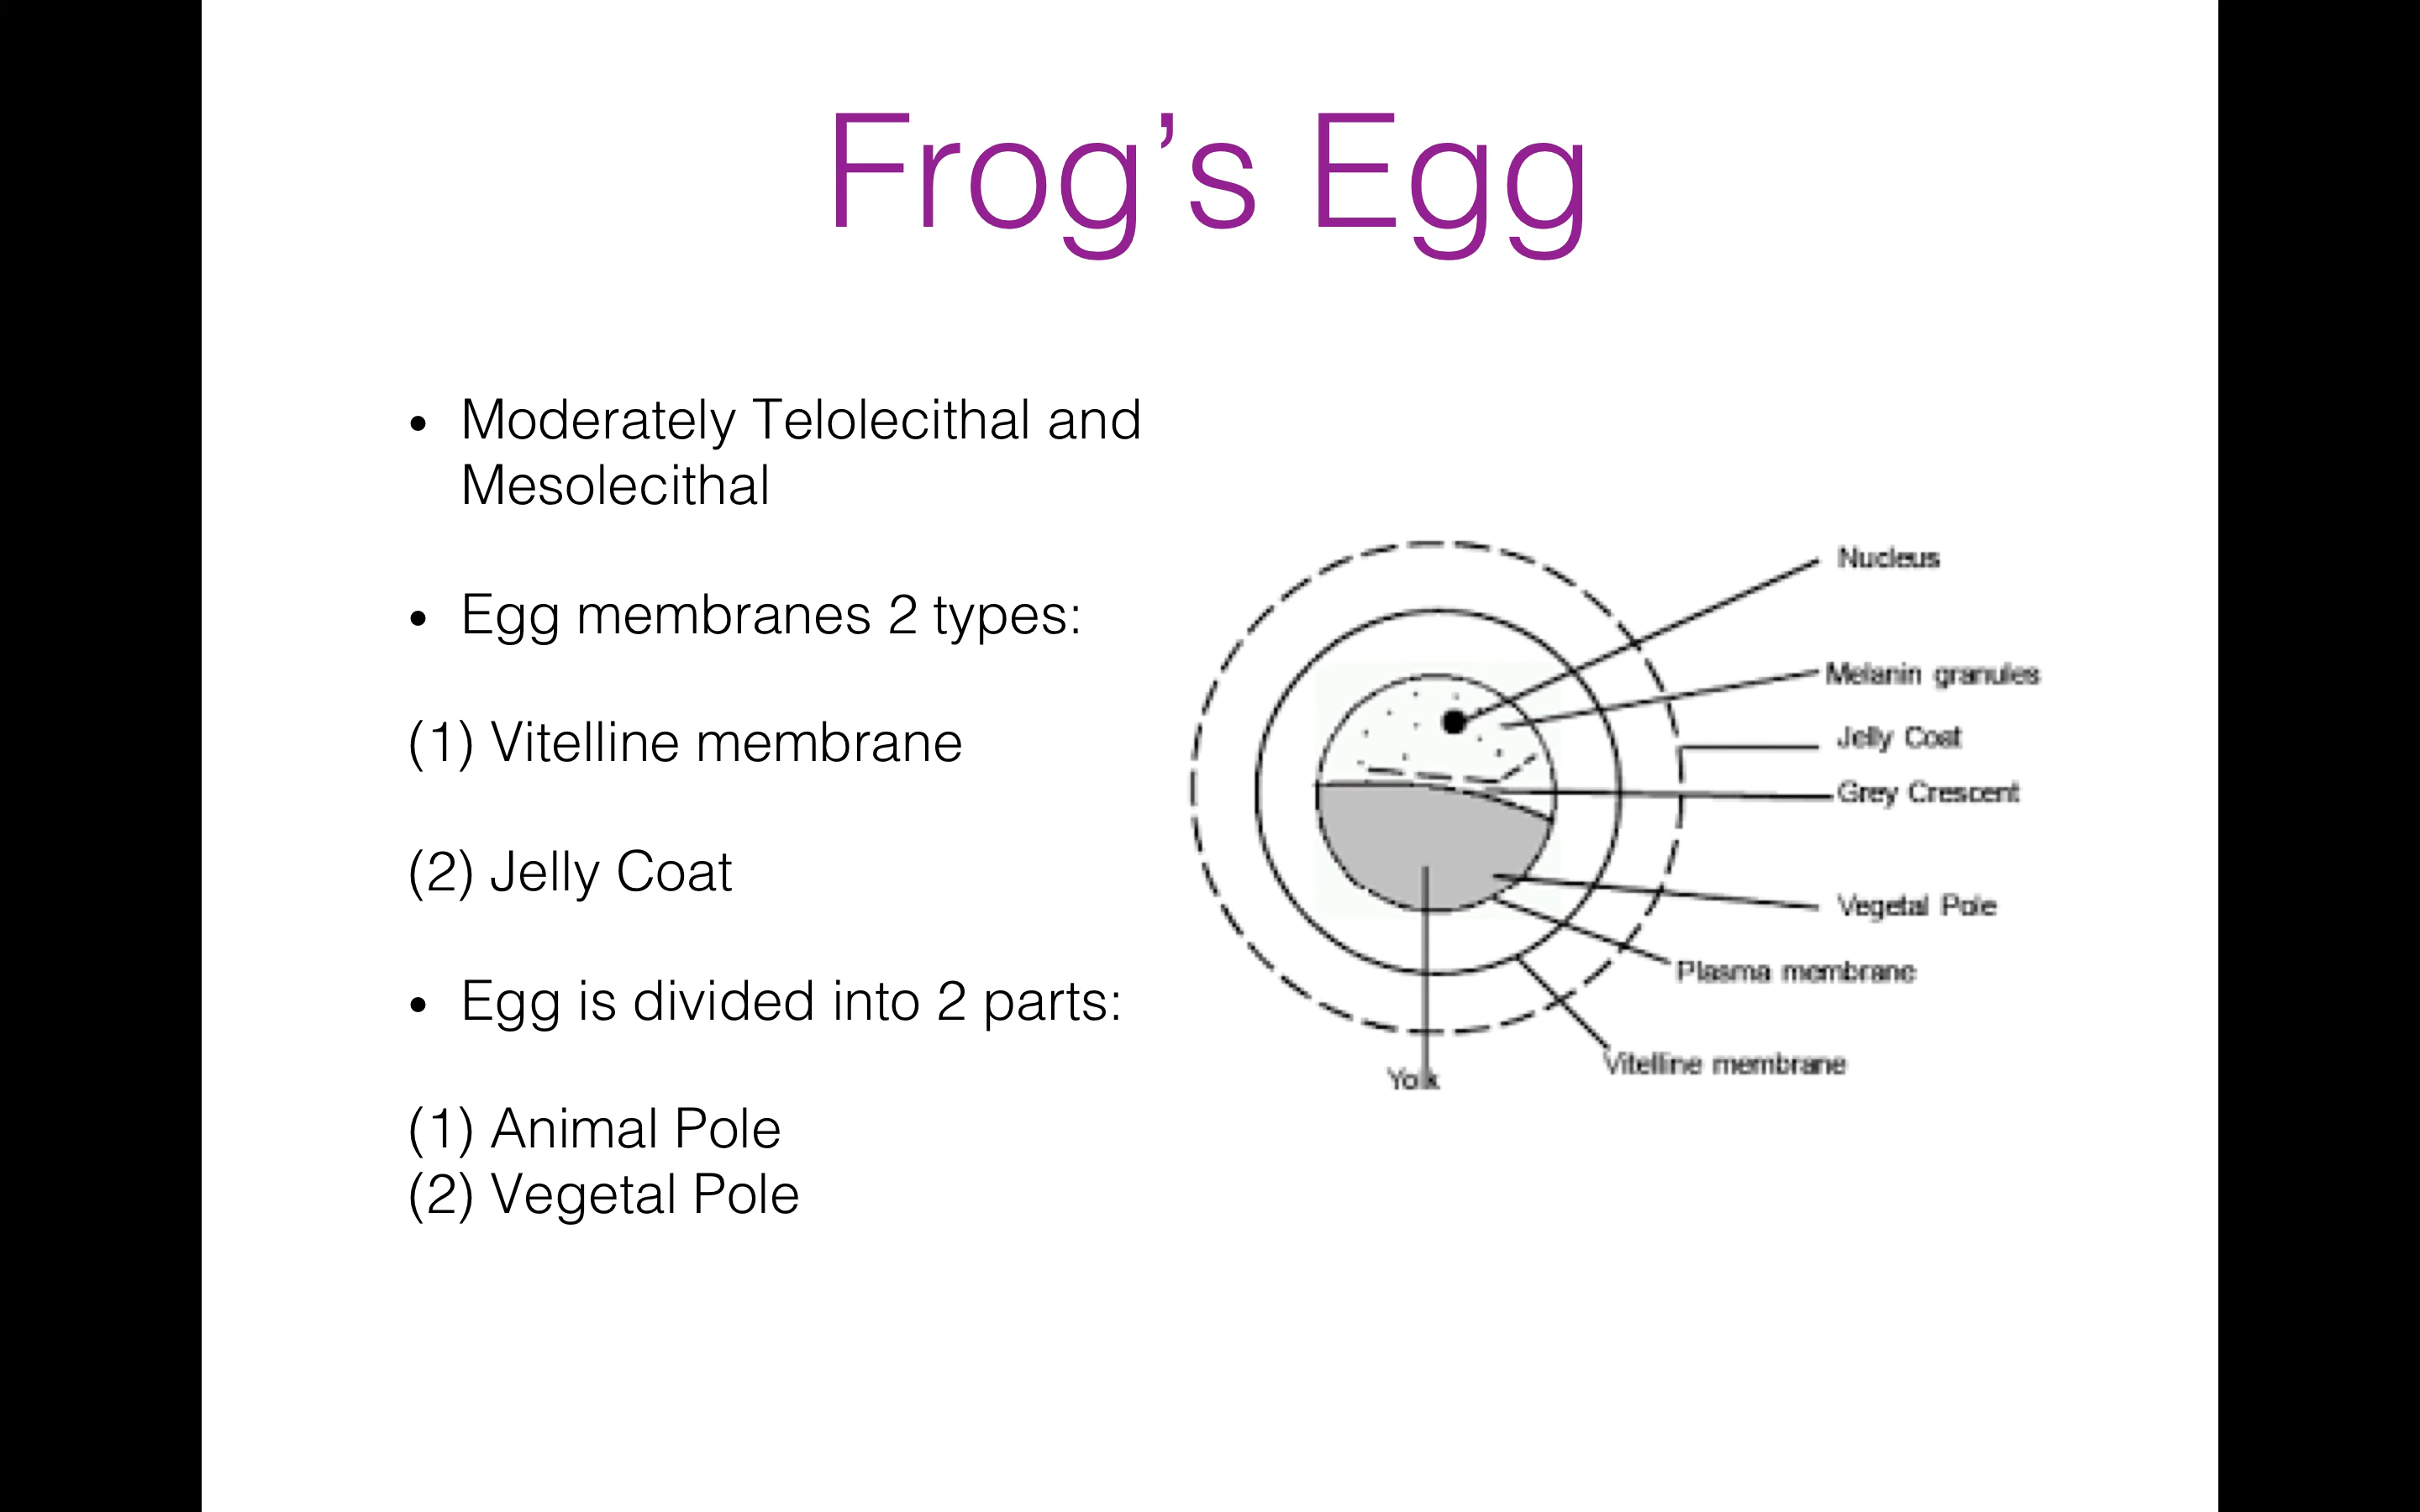 Frog’s Egg
• Moderately Telolecithal and
Mesolecithal
• Egg membranes 2 types:
(1) Vitelline membrane
(2) Jelly Coat
• Egg is divided into 2 parts:
(1) Animal Pole
(2) Vegetal Pole
Nucleus
Melanin granules
Jelly Coat
Grey Crescent
Vegetal Pole
Plasma membrane
Vitelline membrane
Yolk